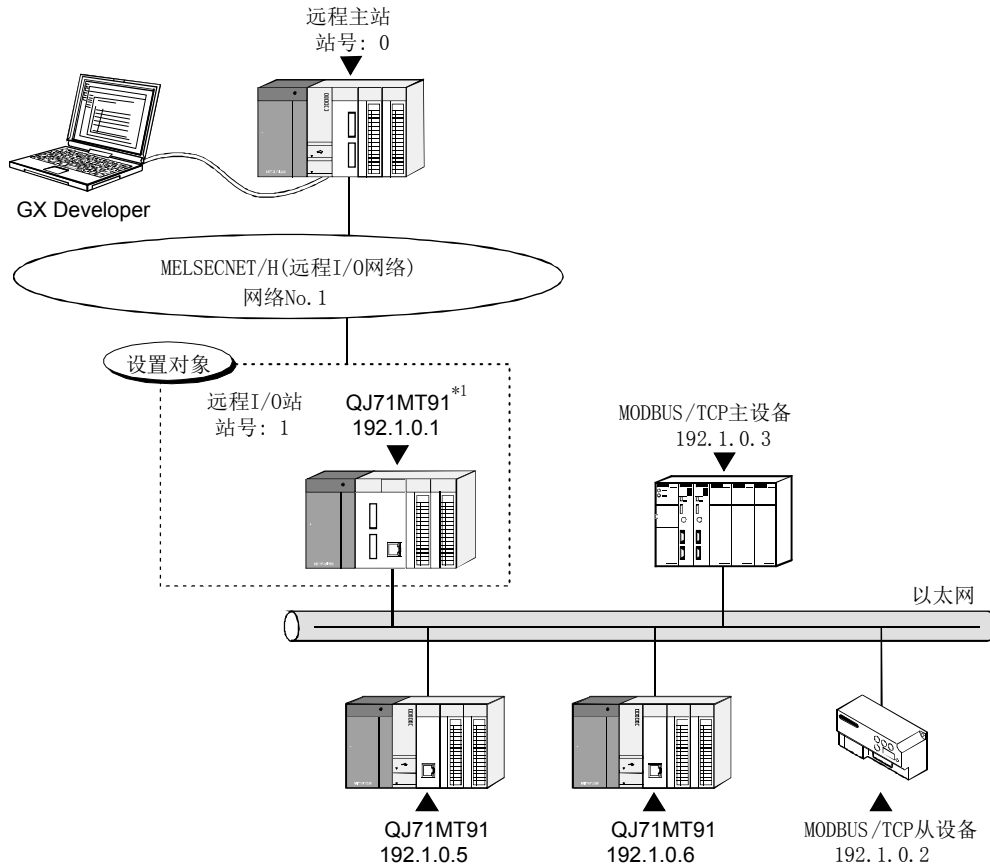 远程主站
站号: 0
GX Developer
MELSECNET/H(远程I/O网络)
网络No.1
设置对象
远程I/O站
站号: 1
QJ71MT91*1
192.1.0.1
MODBUS/TCP主设备
192.1.0.3
以太网
QJ71MT91
192.1.0.5
QJ71MT91
192.1.0.6
MODBUS/TCP从设备
192.1.0.2